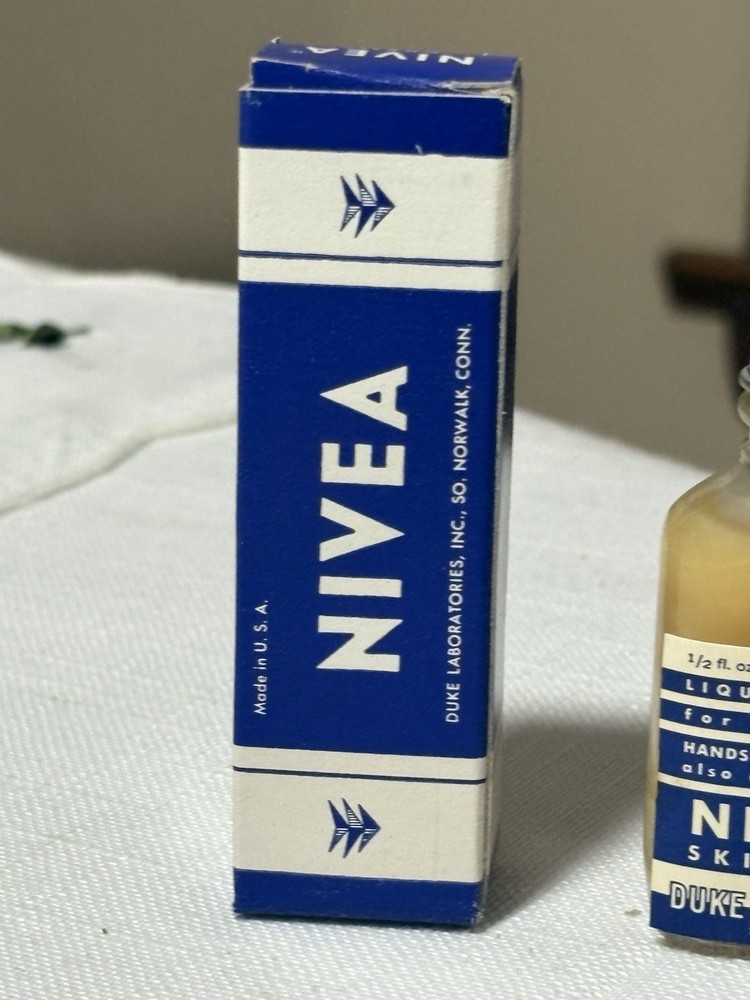 NIVEA
Made in U. S. A.
NIVEA
DUKE LABORATORIES, INC., SO. NORWALK, CONN.
1/2 fl. oz
LIQU
for
HANDS
also
NI
SKI
DUKE